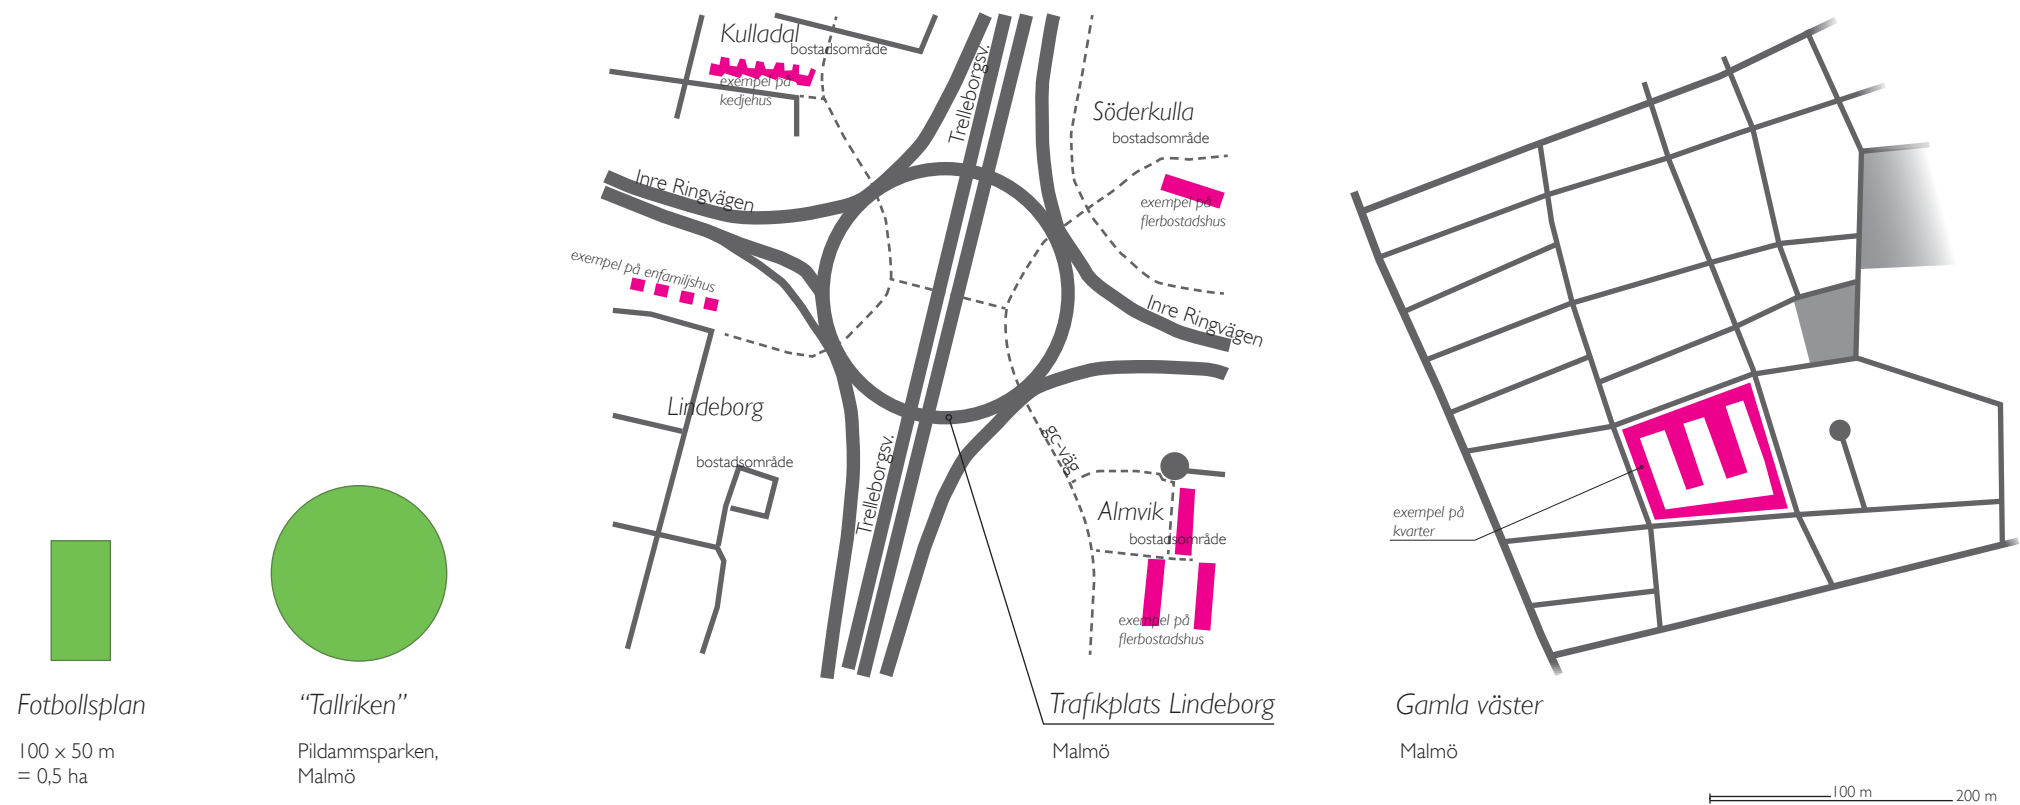 Kulladal
bostadsområde
exempel på
kedjehus
Trelleborgsv.
Söderkulla
bostadsområde
Inre Ringvägen
exempel på
flerbostadshus
exempel på enfamiljshus
Inre Ringvägen
Lindeborg
bostadsområde
Trelleborgsv.
gc-väg
Almvik
bostadsområde
exempel på
flerbostadshus
exempel på
kvarter
Fotbollsplan
100 x 50 m
= 0,5 ha
“Tallriken”
Pildammsparken,
Malmö
Trafikplats Lindeborg
Malmö
Gamla väster
Malmö
100 m
200 m